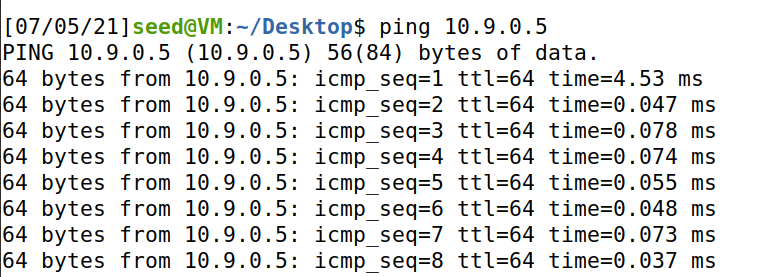 [07/05/21]seed@VM:~/Desktop$ ping 10.9.0.5
PING 10.9.0.5 (10.9.0.5) 56(84) bytes of data.
64 bytes from 10.9.0.5: icmp_seq=1 ttl=64 time=4.53 ms
64 bytes from 10.9.0.5: icmp_seq=2 ttl=64 time=0.047 ms
64 bytes from 10.9.0.5: icmp_seq=3 ttl=64 time=0.078 ms
64 bytes from 10.9.0.5: icmp_seq=4 ttl=64 time=0.074 ms
64 bytes from 10.9.0.5: icmp_seq=5 ttl=64 time=0.055 ms
64 bytes from 10.9.0.5: icmp_seq=6 ttl=64 time=0.048 ms
64 bytes from 10.9.0.5: icmp_seq=7 ttl=64 time=0.073 ms
64 bytes from 10.9.0.5: icmp_seq=8 ttl=64 time=0.037 ms